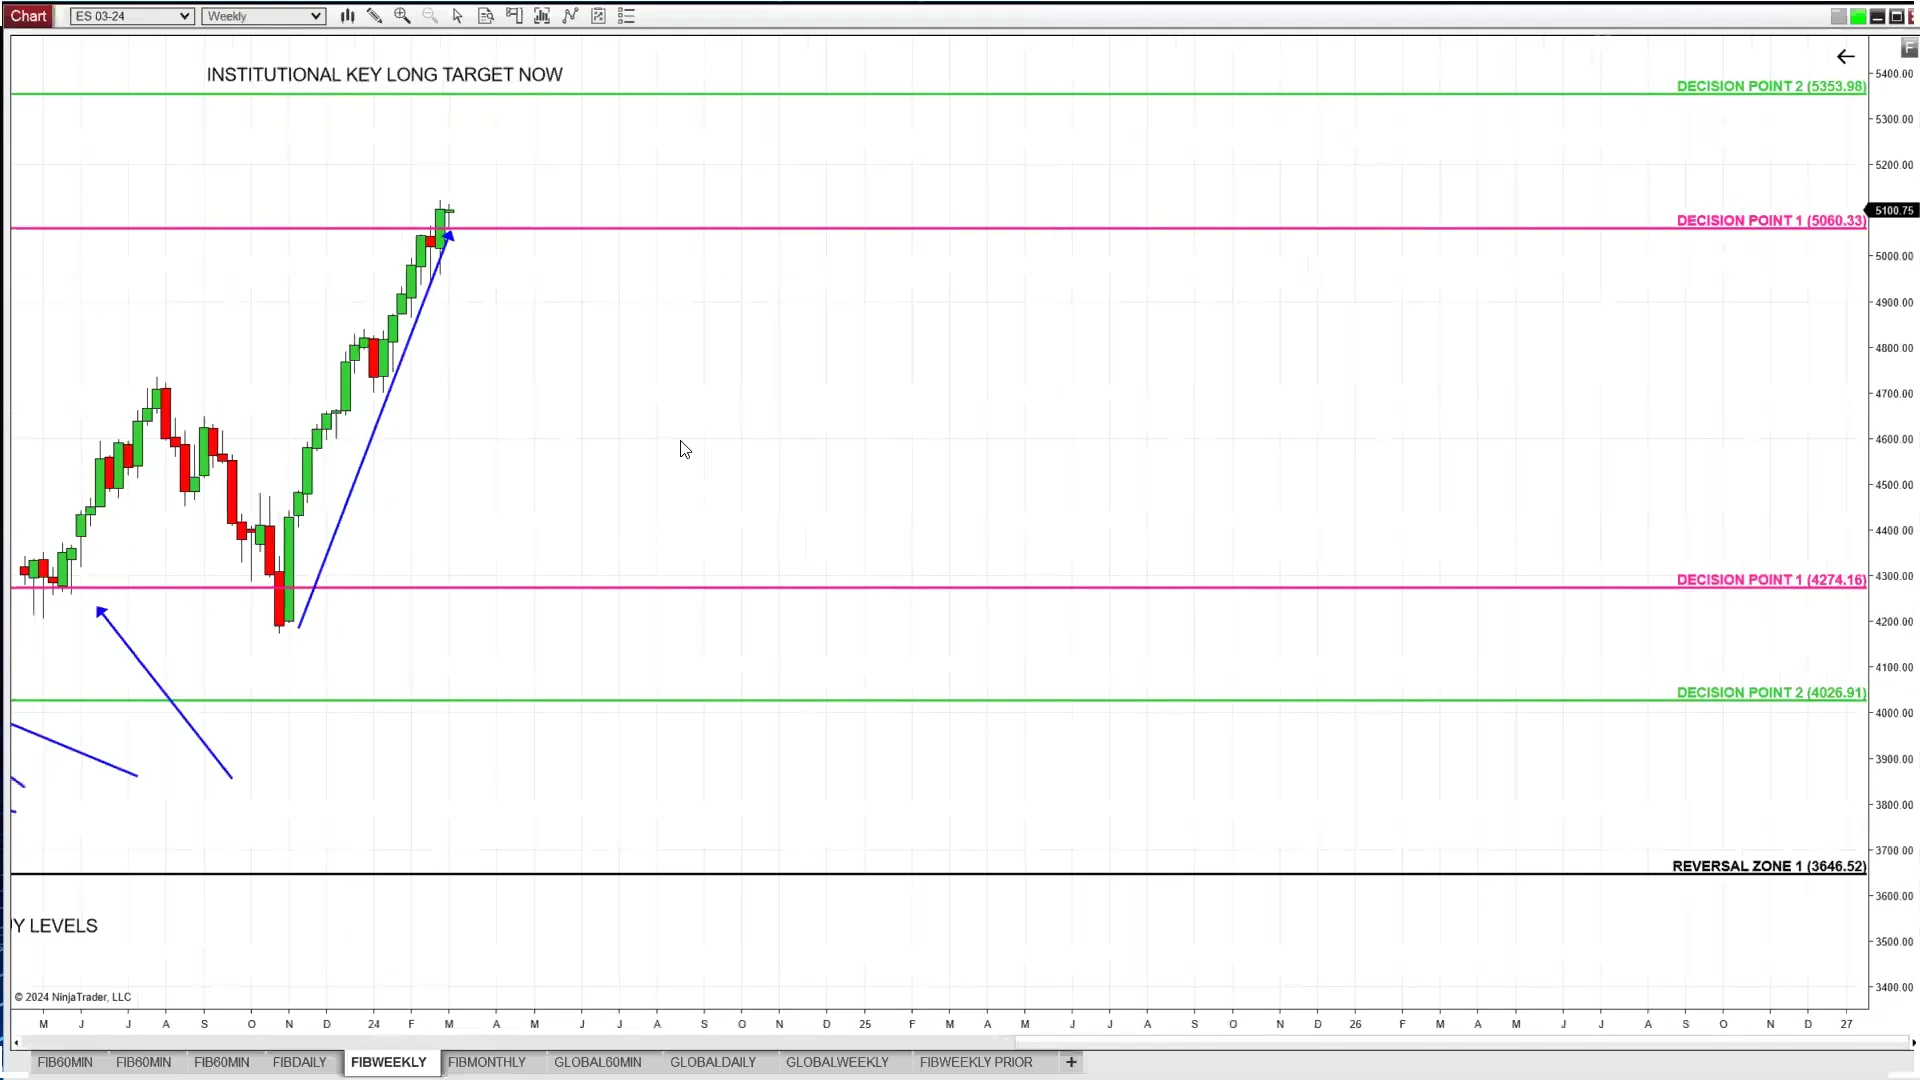 Chart ES 03-24 Weekly
F
INSTITUTIONAL KEY LONG TARGET NOW
5400.00
DECISION POINT 2 (5353.98)
5300.00
5200.00
5100.75
DECISION POINT 1 (5060.33)
5000.00
4900.00
4800.00
4700.00
4600.00
4500.00
4400.00
4300.00
DECISION POINT 1 (4274.16)
4200.00
4100.00
DECISION POINT 2 (4026.91)
4000.00
3900.00
3800.00
3700.00
REVERSAL ZONE 1 (3646.52)
3600.00
Y LEVELS
3500.00
3400.00
© 2024 NinjaTrader, LLC
M J J A S O N D 24 F M A M J J A S O N D 25 F M A M J J A S O N D 26 F M A M J J A S O N D 27
FIB60MIN FIB60MIN FIB60MIN FIBDAILY FIBWEEKLY FIBMONTHLY GLOBAL60MIN GLOBALDAILY GLOBALWEEKLY FIBWEEKLY PRIOR +